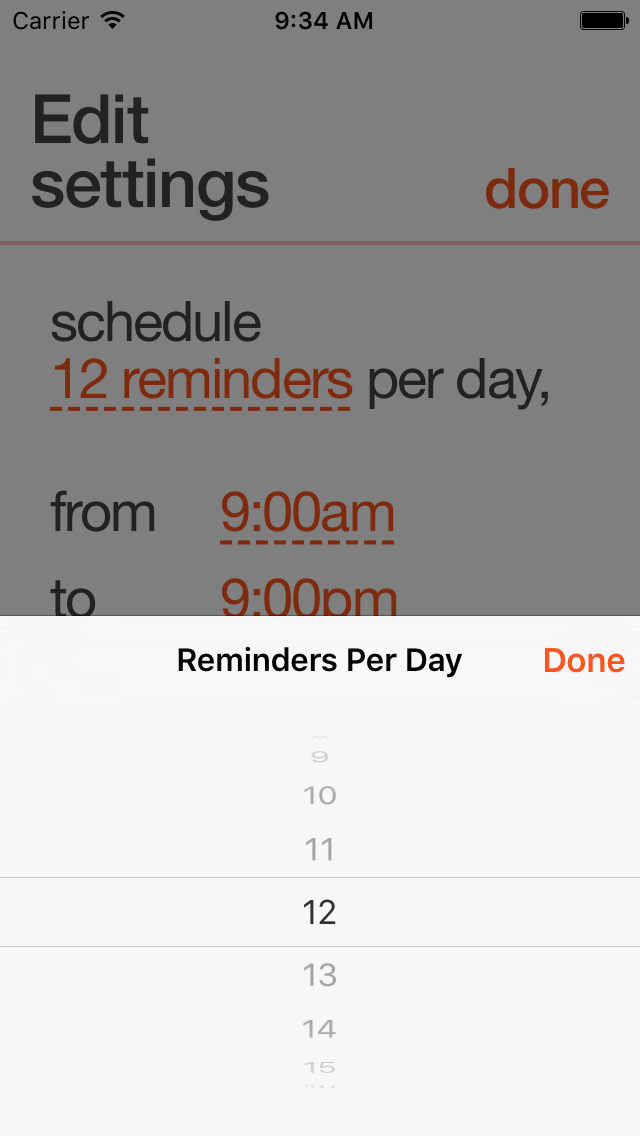 Carrier 9:34 AM
Edit
settings done
schedule
12 reminders per day,
from 9:00am
to 9:00pm
Reminders Per Day Done
9
10
11
12
13
14
15